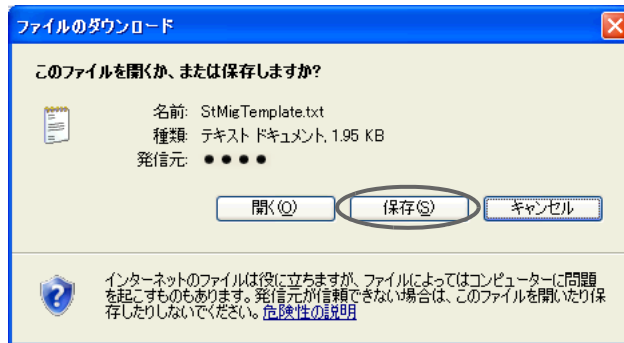 ファイルのダウンロード
このファイルを開くか、または保存しますか?
名前: StMigTemplate.txt
種類: テキスト ドキュメント, 1.95 KB
発信元: ●●●●
開く(O) 保存(S) キャンセル
インターネットのファイルは役に立ちますが、ファイルによってはコンピューターに問題
を起こすものもあります。発信元が信頼できない場合は、このファイルを開いたり保
存したりしないでください。危険性の説明